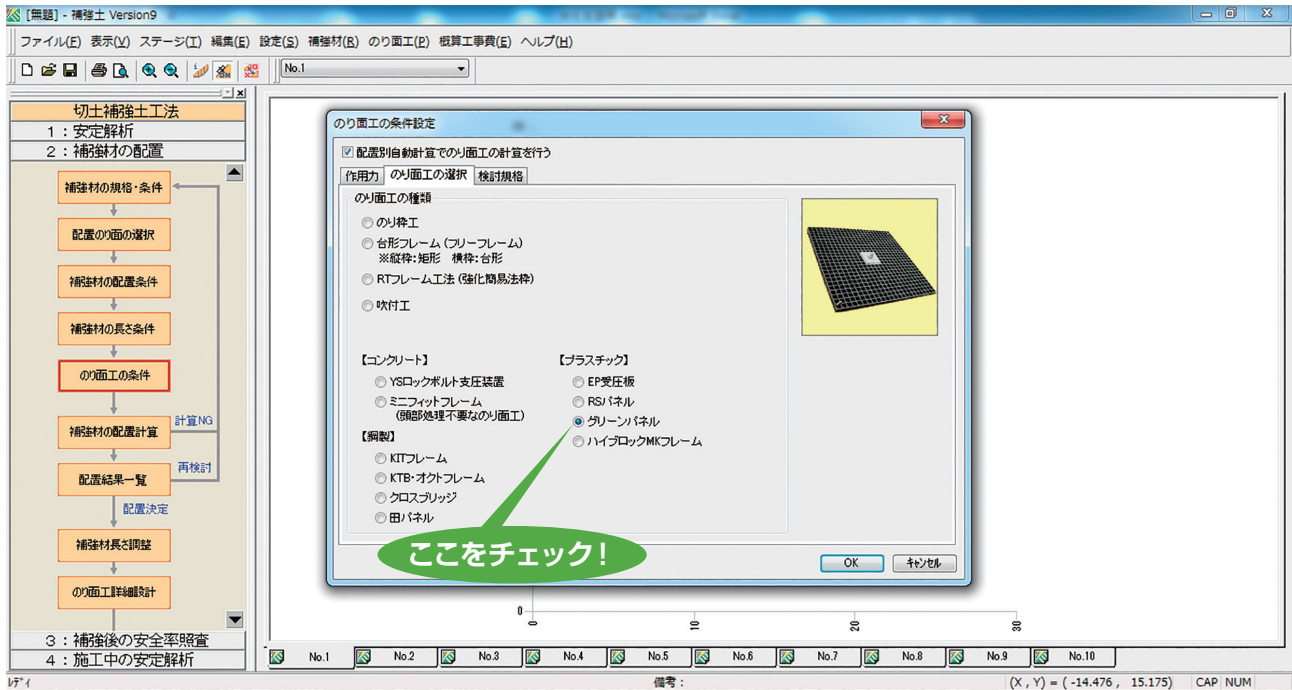 [無題] - 補強土 Version9
ファイル(F) 表示(V) ステージ(T) 編集(E) 設定(S) 補強材(R) のり面工(P) 概算工事費(E) ヘルプ(H)
No.1
切土補強土工法
1：安定解析
2：補強材の配置
補強材の規格・条件
配置のり面の選択
補強材の配置条件
補強材の長さ条件
のり面工の条件
補強材の配置計算
計算NG
配置結果一覧
再検討
配置決定
補強材長さ調整
のり面工詳細設計
3：補強後の安全率照査
4：施工中の安定解析
のり面工の条件設定
配置別自動計算でのり面工の計算を行う
作用力 のり面工の選択 検討規格
のり面工の種類
のり枠工
台形フレーム(フリーフレーム)
※縦枠:矩形 横枠:台形
RTフレーム工法(強化簡易法枠)
吹付工
【コンクリート】
YSロックボルト支圧装置
ミニフィットフレーム
(頭部処理不要なのり面工)
【鋼製】
KITフレーム
KTB・オクトフレーム
クロスブリッジ
田パネル
【プラスチック】
EP受圧板
RSパネル
グリーンパネル
ハイブロックMKフレーム
ここをチェック!
OK キャンセル
0
0 10 20 30
No.1 No.2 No.3 No.4 No.5 No.6 No.7 No.8 No.9 No.10
ﾚﾃﾞｨ 備考： (X , Y) = ( -14.476 , 15.175) CAP NUM